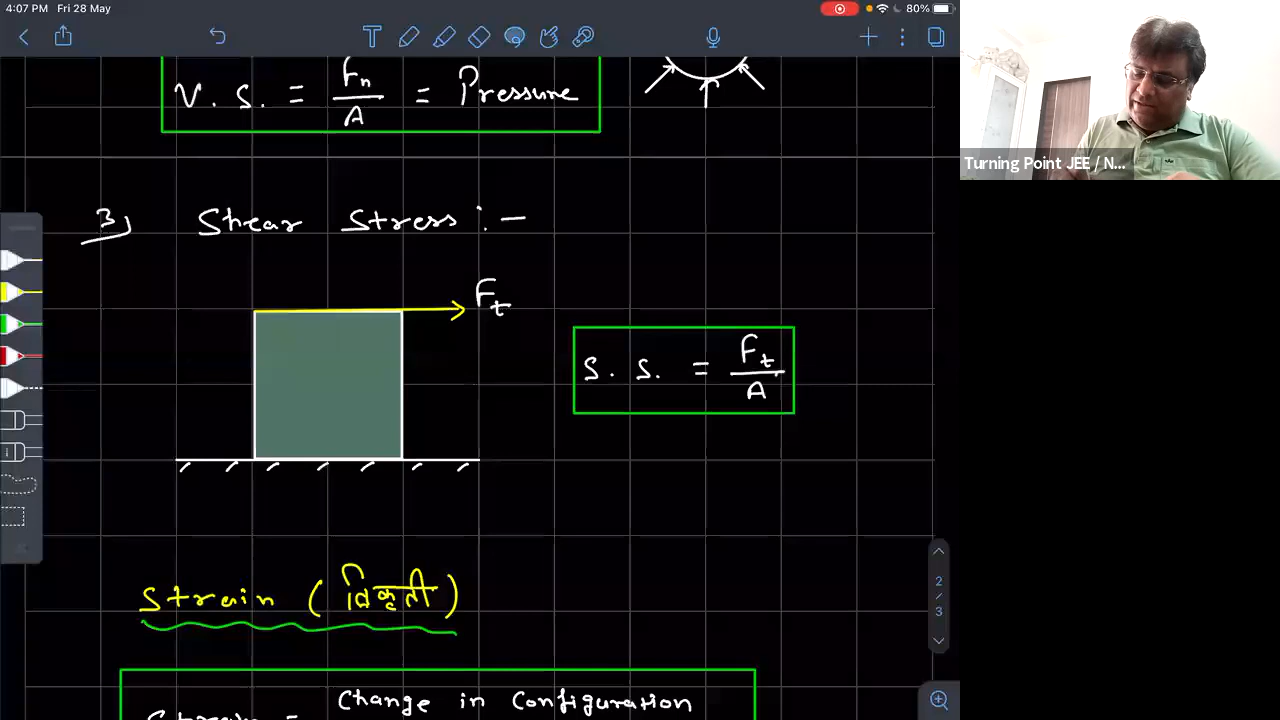 4:07 PM Fri 28 May 80%
V. S. = Fn/A = Pressure
Turning Point JEE / N...
3) Shear Stress :-
Ft
S. S. = Ft/A
Strain (विकृती)
2/3
Change in Configuration
Strain =